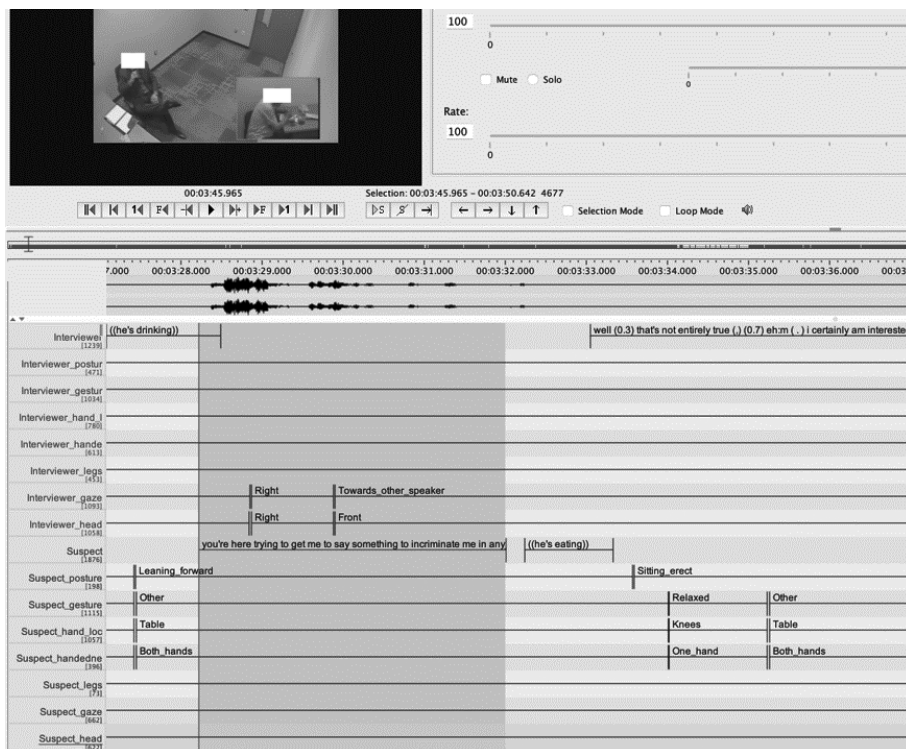 100
0
Mute Solo
0
Rate:
100
0
00:03:45.965 Selection: 00:03:45.965 - 00:03:50.642 4677
Selection Mode Loop Mode
7.000 00:03:28.000 00:03:29.000 00:03:30.000 00:03:31.000 00:03:32.000 00:03:33.000 00:03:34.000 00:03:35.000 00:03:36.000 00:03
Interviewer ((he's drinking)) well (0.3) that's not entirely true (,) (0.7) eh:m ( . ) i certainly am intereste
[1239]
Interviewer_postur
[471]
Interviewer_gestur
[1034]
Interviewer_hand_l
[780]
Interviewer_hande
[613]
Interviewer_legs
[451]
Interviewer_gaze Right Towards_other_speaker
[1093]
Inteviewer_head Right Front
[1058]
Suspect you're here trying to get me to say something to incriminate me in any ((he's eating))
[1876]
Suspect_posture Leaning_forward Sitting_erect
[198]
Suspect_gesture Other Relaxed Other
[1115]
Suspect_hand_loc Table Knees Table
[1057]
Suspect_handedne Both_hands One_hand Both_hands
[396]
Suspect_legs
[73]
Suspect_gaze
[662]
Suspect_head
[627]